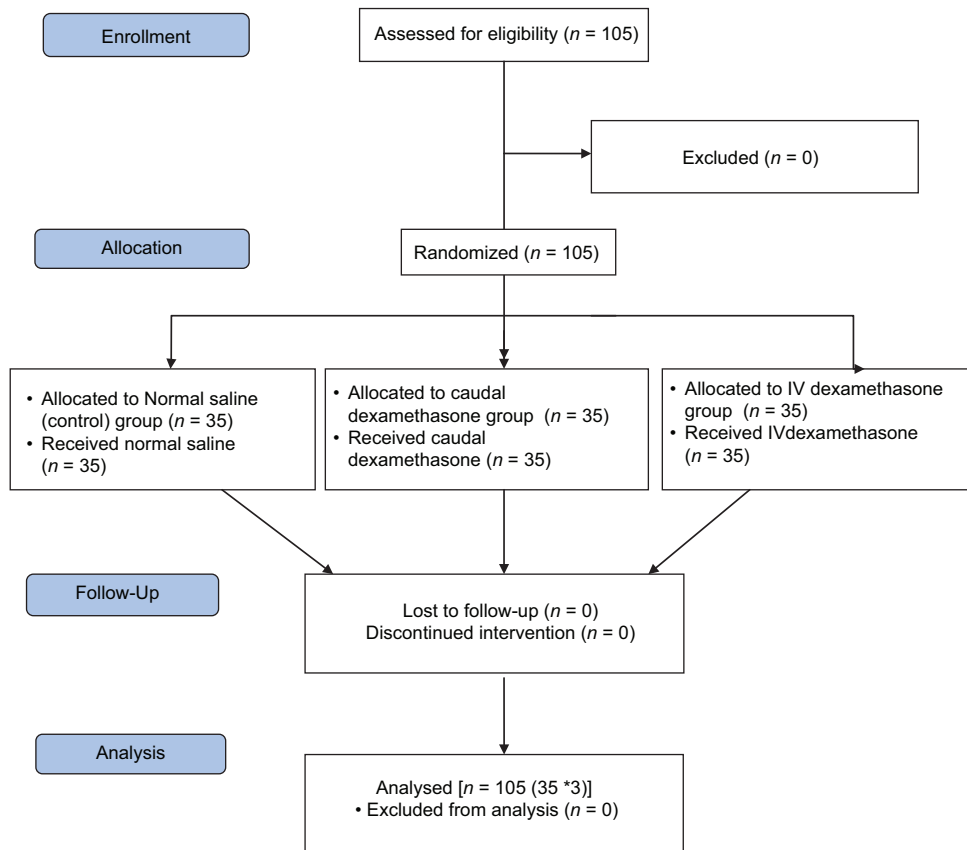 Enrollment
Assessed for eligibility (n = 105)
Excluded (n = 0)
Allocation
Randomized (n = 105)
• Allocated to Normal saline
(control) group (n = 35)
• Received normal saline
(n = 35)
• Allocated to caudal
dexamethasone group (n = 35)
• Received caudal
dexamethasone (n = 35)
• Allocated to IV dexamethasone
group (n = 35)
• Received IVdexamethasone
(n = 35)
Follow-Up
Lost to follow-up (n = 0)
Discontinued intervention (n = 0)
Analysis
Analysed [n = 105 (35 *3)]
• Excluded from analysis (n = 0)